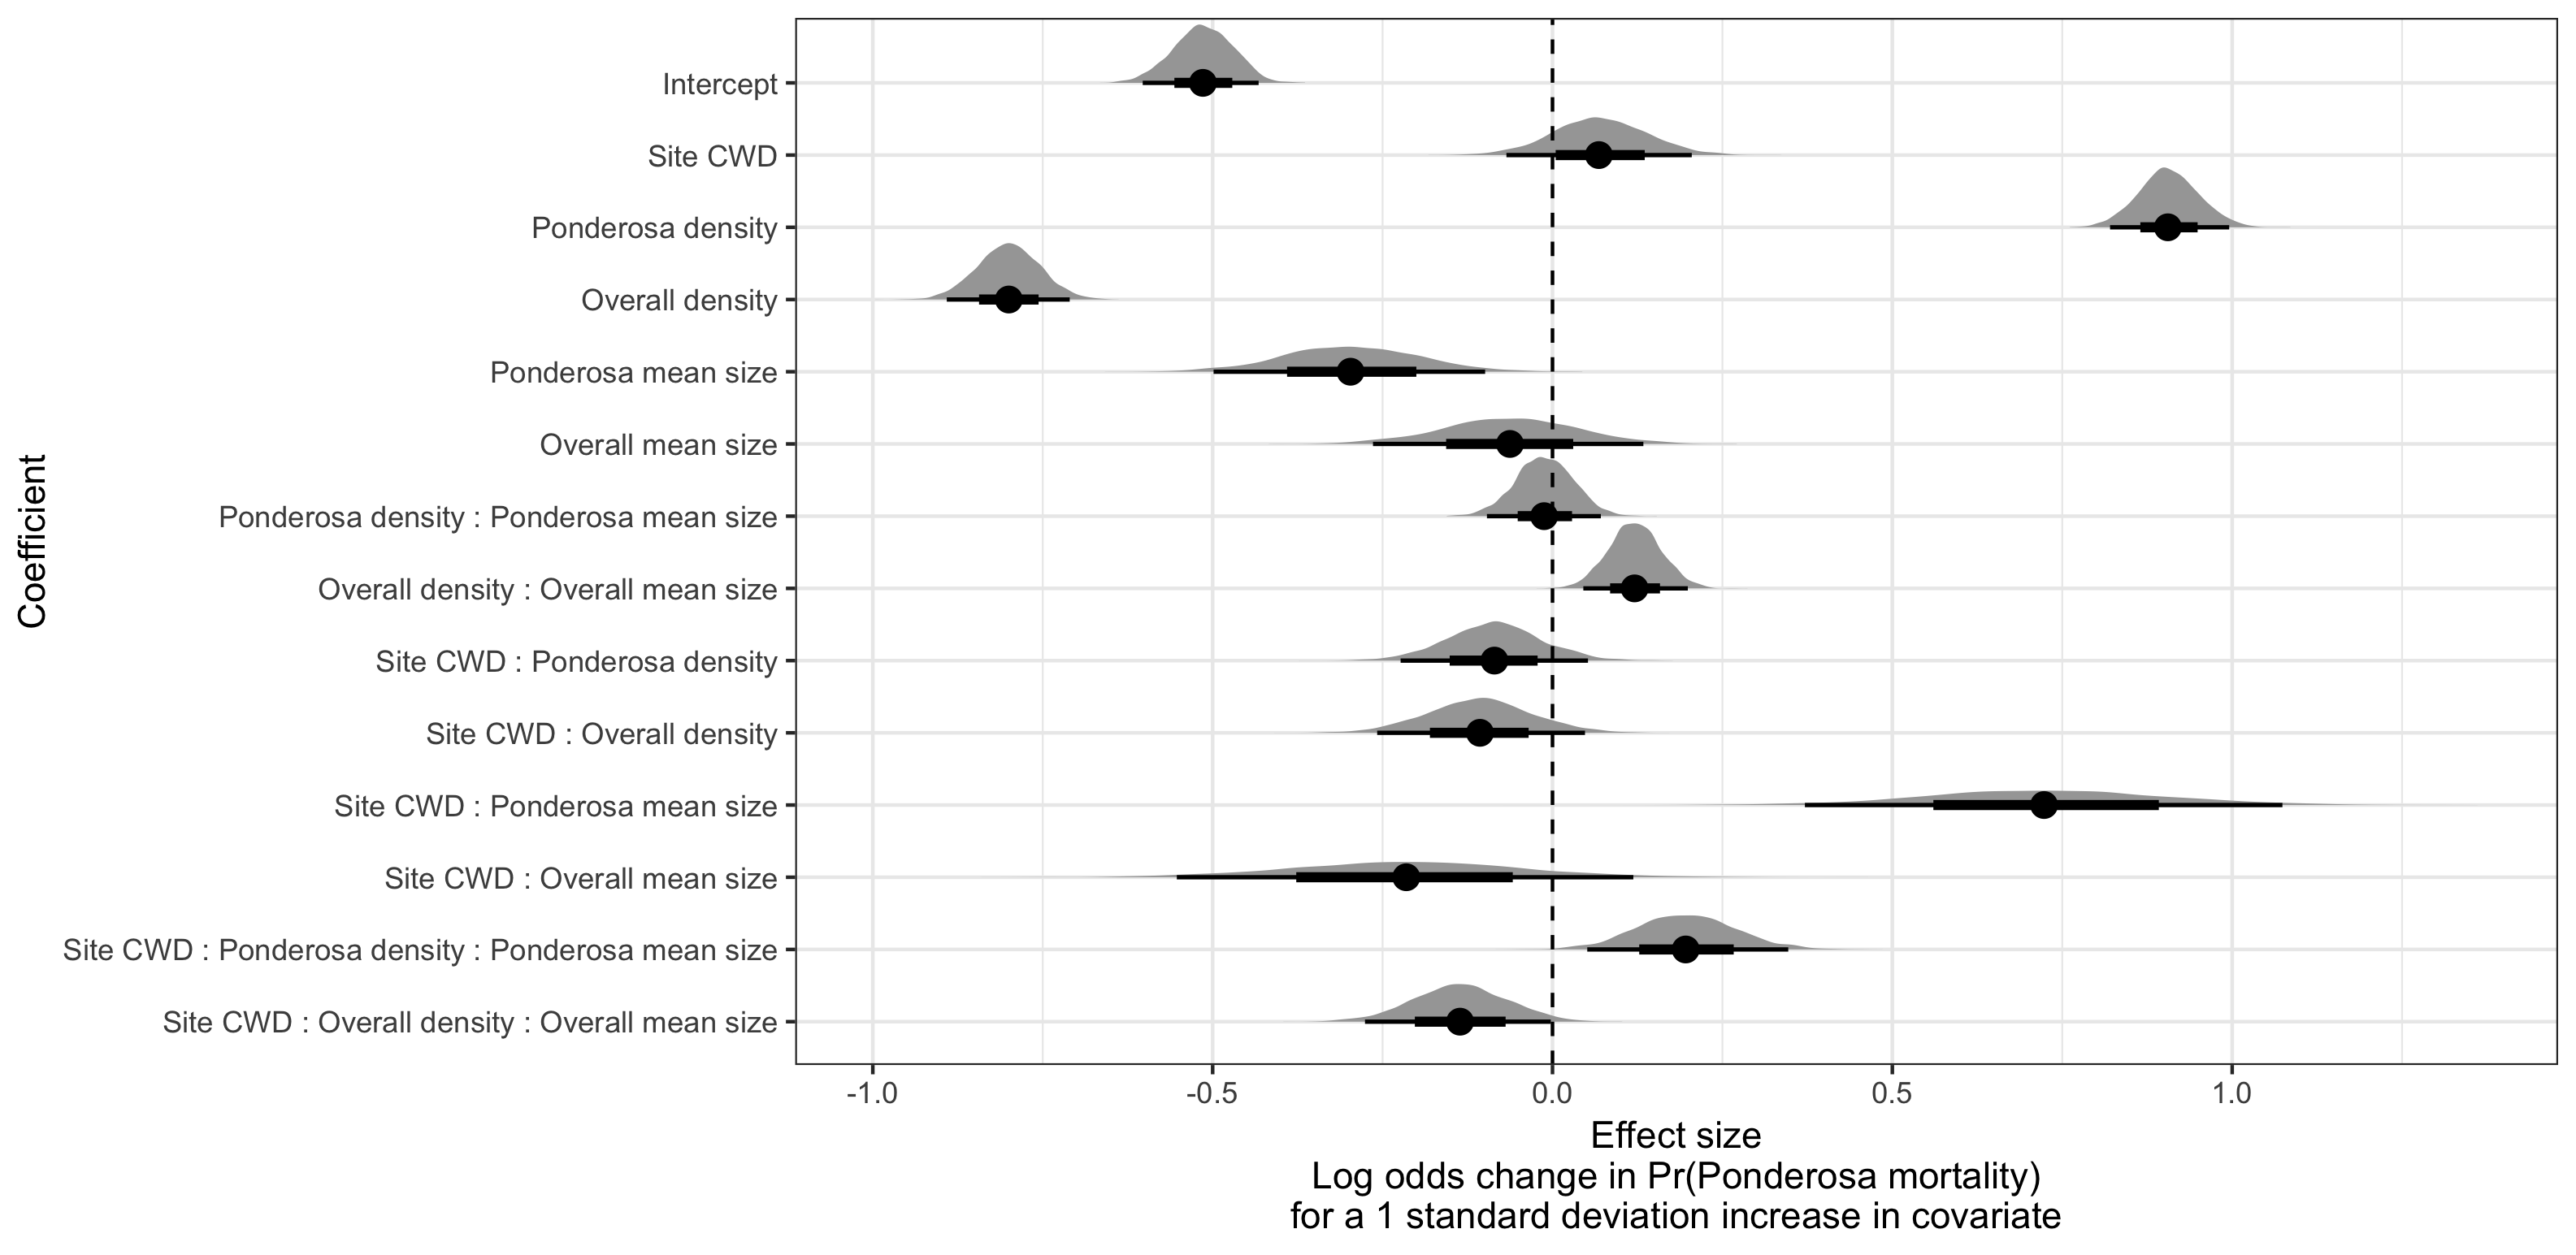 Coefficient
Intercept
Site CWD
Ponderosa density
Overall density
Ponderosa mean size
Overall mean size
Ponderosa density : Ponderosa mean size
Overall density : Overall mean size
Site CWD : Ponderosa density
Site CWD : Overall density
Site CWD : Ponderosa mean size
Site CWD : Overall mean size
Site CWD : Ponderosa density : Ponderosa mean size
Site CWD : Overall density : Overall mean size
-1.0 -0.5 0.0 0.5 1.0
Effect size
Log odds change in Pr(Ponderosa mortality)
for a 1 standard deviation increase in covariate